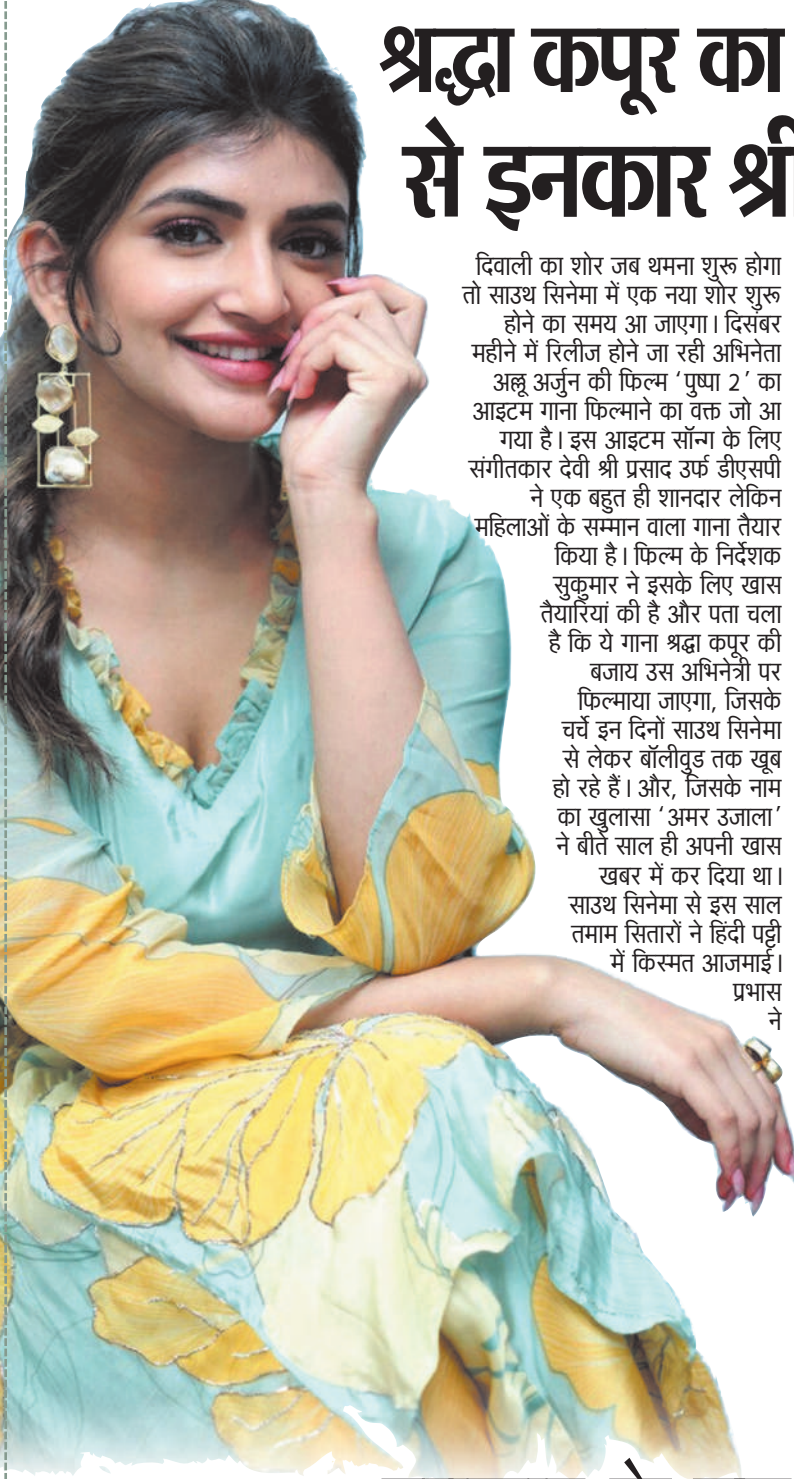 श्रद्धा कपूर का
से इनकार श्री
दिवाली का शोर जब थमना शुरू होगा
तो साउथ सिनेमा में एक नया शोर शुरू
होने का समय आ जाएगा। दिसंबर
महीने में रिलीज होने जा रही अभिनेता
अल्लू अर्जुन की फिल्म ‘पुष्पा 2’ का
आइटम गाना फिल्माने का वक्त जो आ
गया है। इस आइटम सॉन्ग के लिए
संगीतकार देवी श्री प्रसाद उर्फ डीएसपी
ने एक बहुत ही शानदार लेकिन
महिलाओं के सम्मान वाला गाना तैयार
किया है। फिल्म के निर्देशक
सुकुमार ने इसके लिए खास
तैयारियां की है और पता चला
है कि ये गाना श्रद्धा कपूर की
बजाय उस अभिनेत्री पर
फिल्माया जाएगा, जिसके
चर्चे इन दिनों साउथ सिनेमा
से लेकर बॉलीवुड तक खूब
हो रहे हैं। और, जिसके नाम
का खुलासा ‘अमर उजाला’
ने बीते साल ही अपनी खास
खबर में कर दिया था।
साउथ सिनेमा से इस साल
तमाम सितारों ने हिंदी पट्टी
में किस्मत आजमाई।
प्रभास
ने